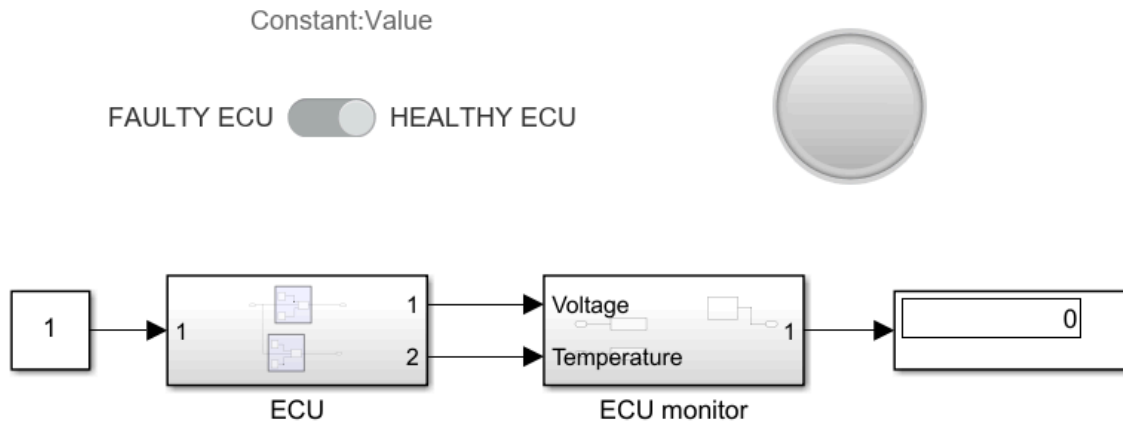 Constant:Value
FAULTY ECU HEALTHY ECU
1
1
1
2
ECU
Voltage
Temperature
1
ECU monitor
0